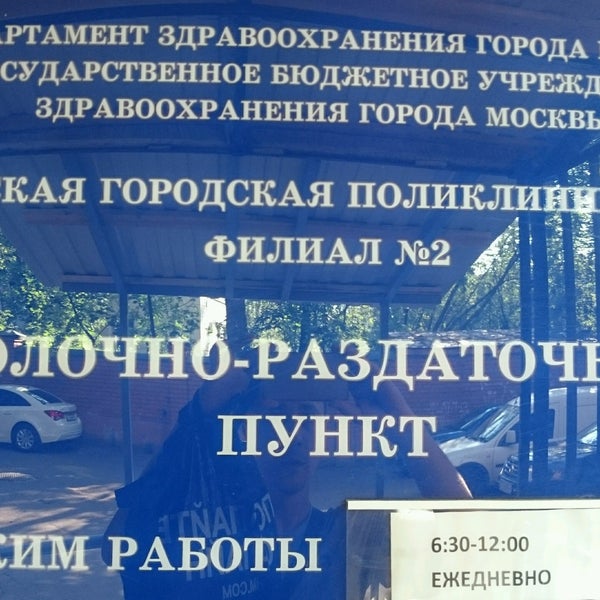 АРТАМЕНТ ЗДРАВООХРАНЕНИЯ ГОРОДА
СУДАРСТВЕННОЕ БЮДЖЕТНОЕ УЧРЕЖД
ЗДРАВООХРАНЕНИЯ ГОРОДА МОСКВЫ
СКАЯ ГОРОДСКАЯ ПОЛИКЛИНИ
ФИЛИАЛ №2
ОЛОЧНО-РАЗДАТОЧН
ПУНКТ
ЖИМ РАБОТЫ
6:30-12:00
ЕЖЕДНЕВНО